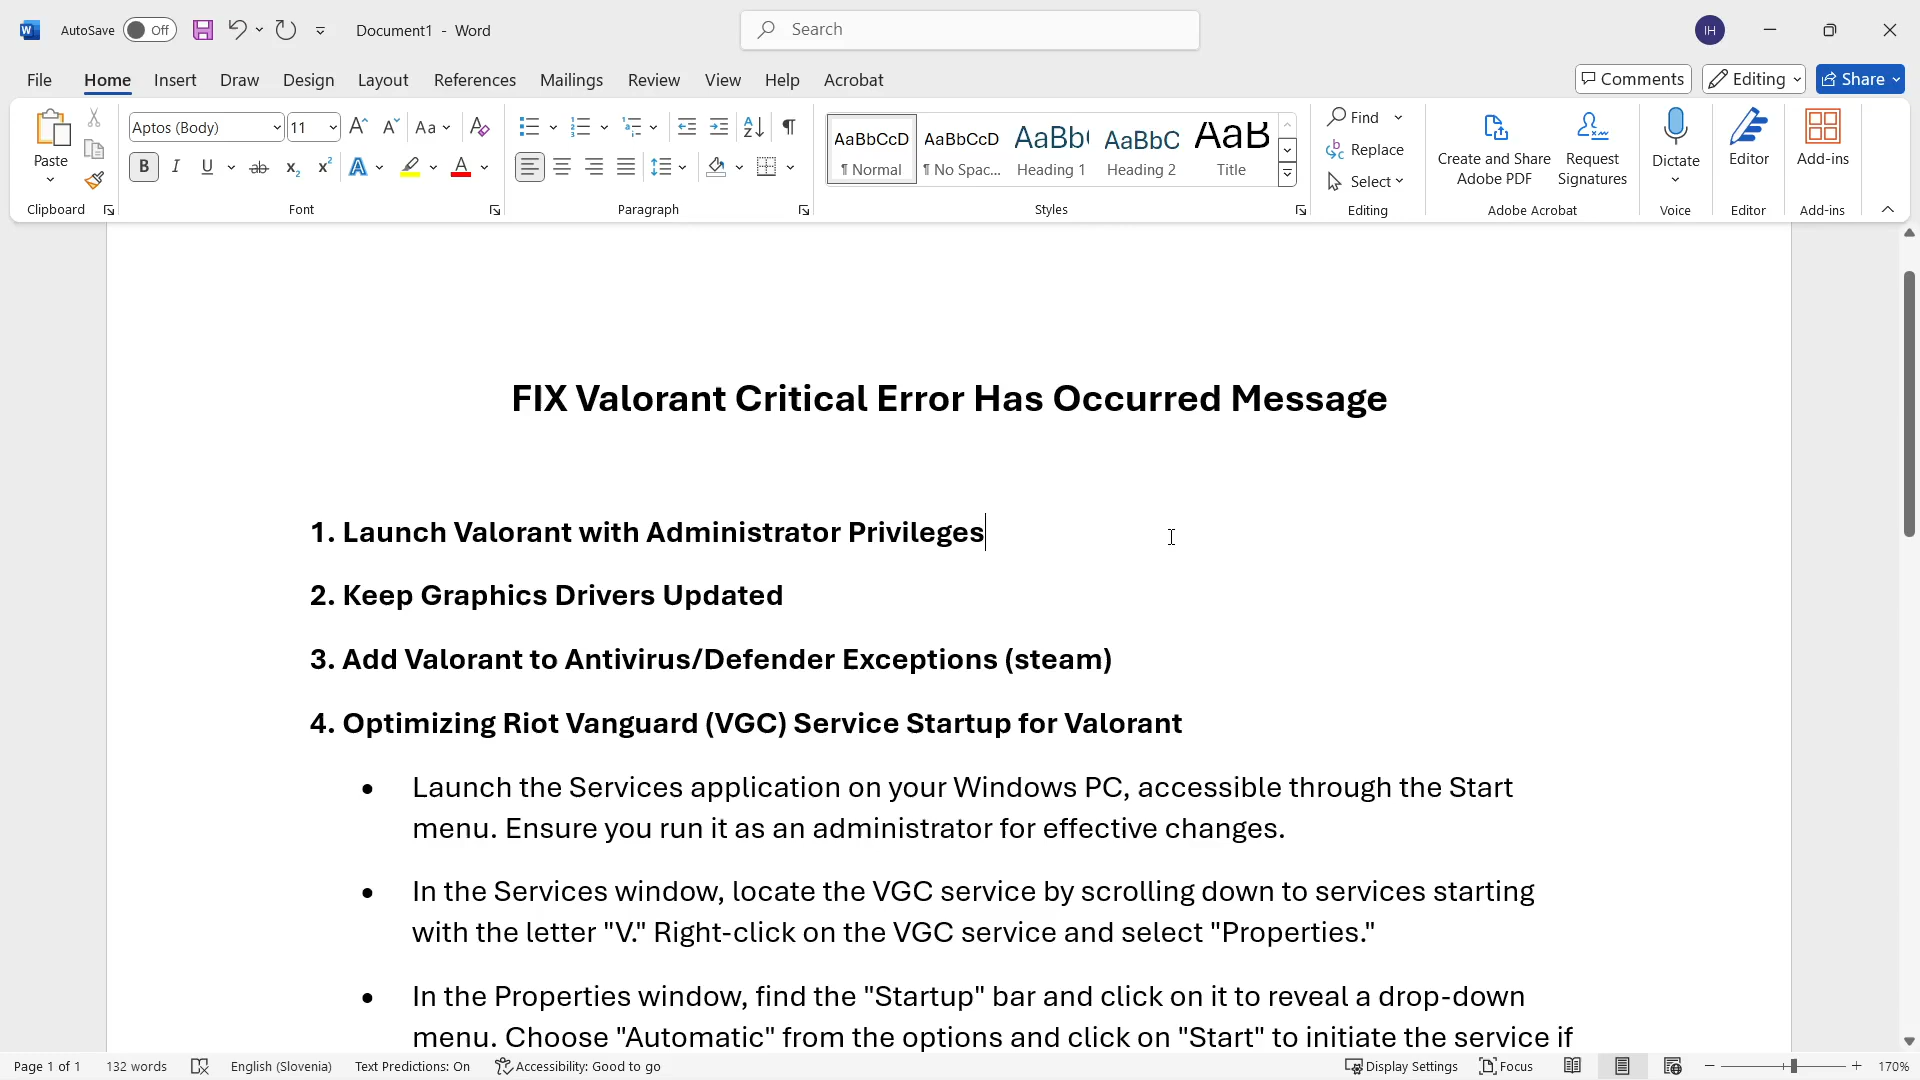 AutoSave Off Document1 - Word Search IH
File Home Insert Draw Design Layout References Mailings Review View Help Acrobat Comments Editing Share
Paste
Clipboard
Aptos (Body) 11
Font
Paragraph
AaBbCcD AaBbCcD AaBb( AaBbC AaB
¶ Normal ¶ No Spac... Heading 1 Heading 2 Title
Styles
Find
Replace
Select
Editing
Create and Share
Adobe PDF
Request
Signatures
Adobe Acrobat
Dictate
Voice
Editor
Editor
Add-ins
Add-ins
FIX Valorant Critical Error Has Occurred Message
1. Launch Valorant with Administrator Privileges
2. Keep Graphics Drivers Updated
3. Add Valorant to Antivirus/Defender Exceptions (steam)
4. Optimizing Riot Vanguard (VGC) Service Startup for Valorant
• Launch the Services application on your Windows PC, accessible through the Start
menu. Ensure you run it as an administrator for effective changes.
• In the Services window, locate the VGC service by scrolling down to services starting
with the letter "V." Right-click on the VGC service and select "Properties."
• In the Properties window, find the "Startup" bar and click on it to reveal a drop-down
menu. Choose "Automatic" from the options and click on "Start" to initiate the service if
Page 1 of 1 132 words English (Slovenia) Text Predictions: On Accessibility: Good to go Display Settings Focus 170%